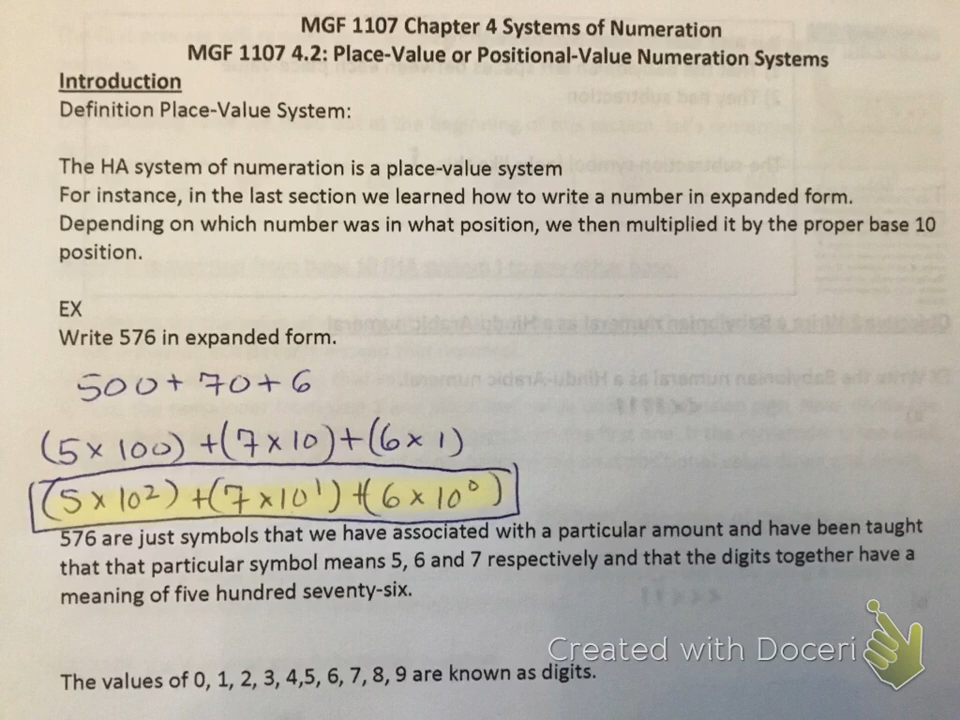 MGF 1107 Chapter 4 Systems of Numeration
MGF 1107 4.2: Place-Value or Positional-Value Numeration Systems
Introduction
Definition Place-Value System:
The HA system of numeration is a place-value system
For instance, in the last section we learned how to write a number in expanded form.
Depending on which number was in what position, we then multiplied it by the proper base 10
position.
EX
Write 576 in expanded form.
500 + 70 + 6
(5 x 100) + (7 x 10) + (6 x 1)
(5 x 10²) + (7 x 10¹) + (6 x 10⁰)
576 are just symbols that we have associated with a particular amount and have been taught
that that particular symbol means 5, 6 and 7 respectively and that the digits together have a
meaning of five hundred seventy-six.
Created with Doceri
The values of 0, 1, 2, 3, 4,5, 6, 7, 8, 9 are known as digits.